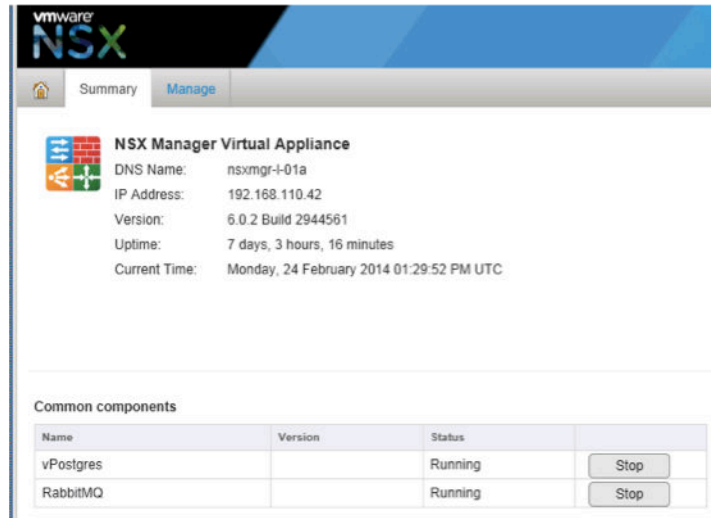 vmware
NSX
Summary Manage
NSX Manager Virtual Appliance
DNS Name: nsxmgr-l-01a
IP Address: 192.168.110.42
Version: 6.0.2 Build 2944561
Uptime: 7 days, 3 hours, 16 minutes
Current Time: Monday, 24 February 2014 01:29:52 PM UTC
Common components
Name Version Status
vPostgres Running Stop
RabbitMQ Running Stop